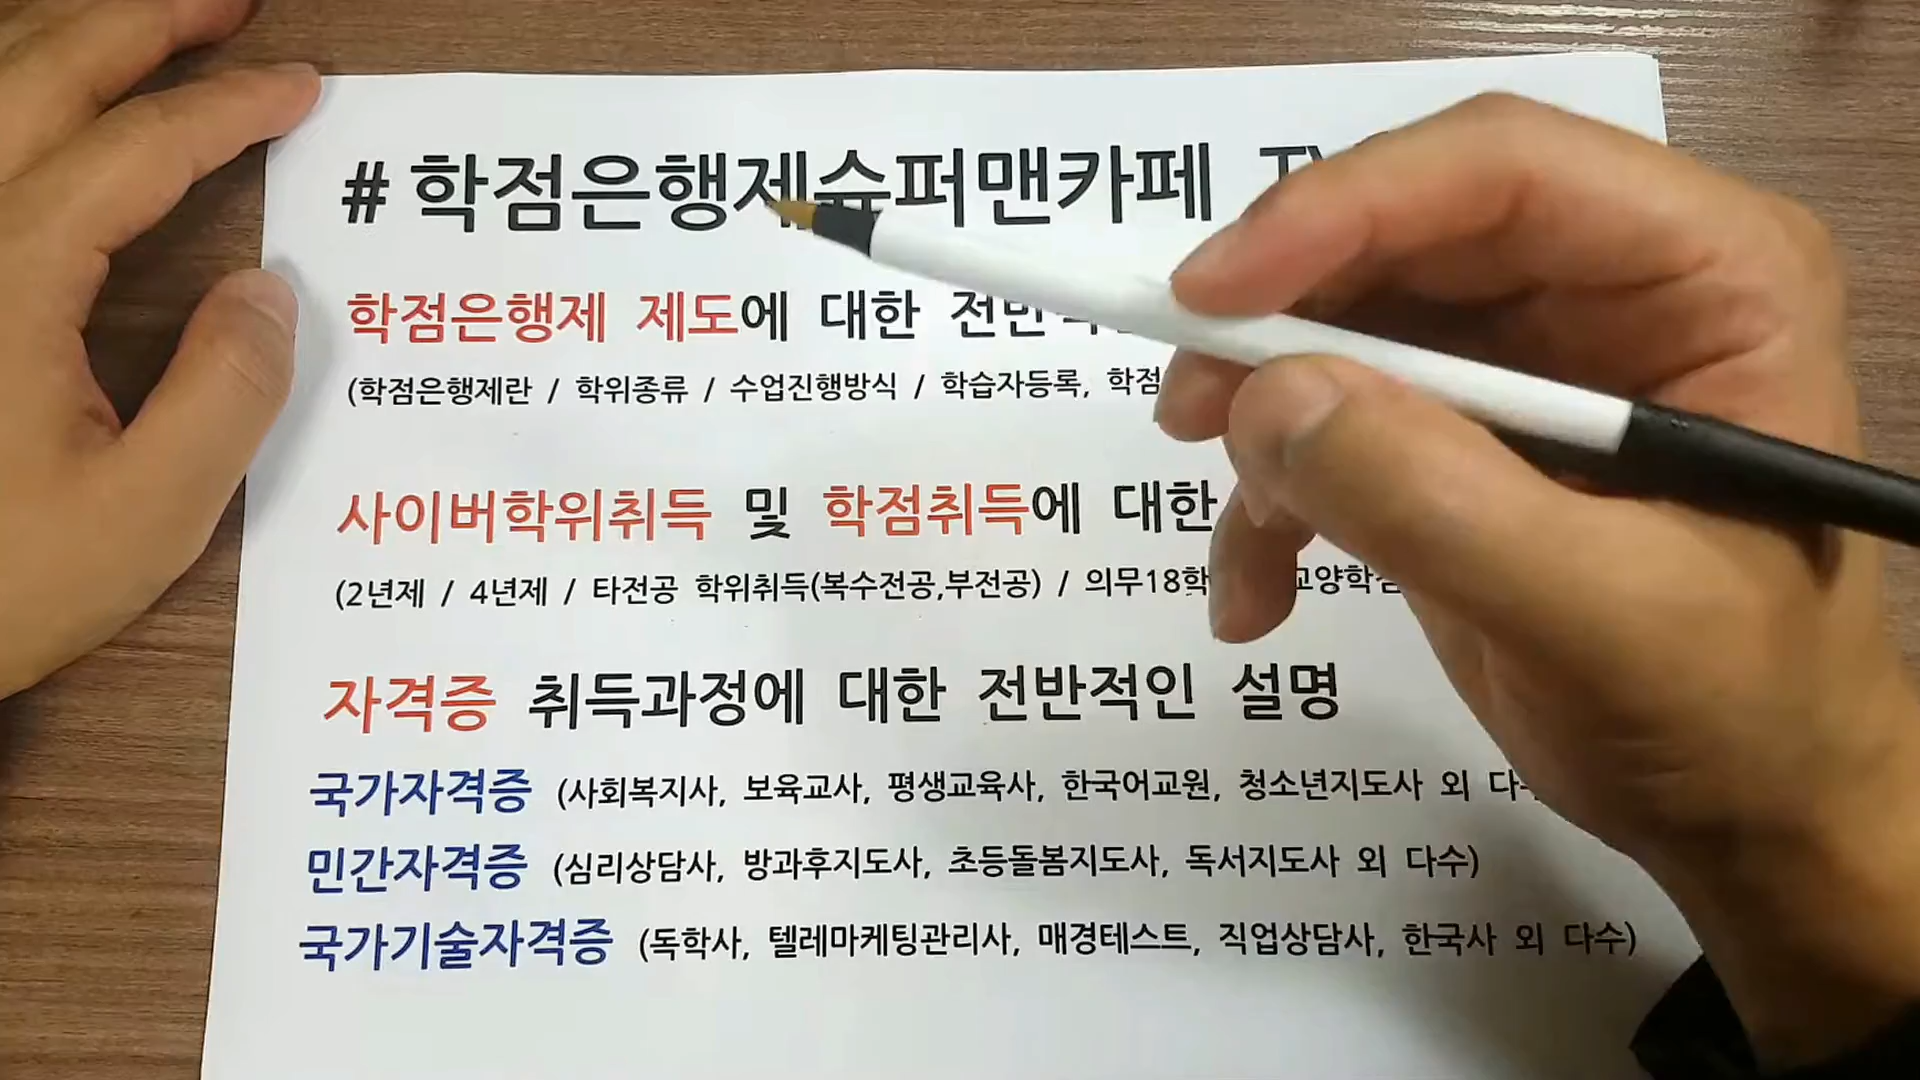 # 학점은행제슈퍼맨카페 TV
학점은행제 제도에 대한
(학점은행제란 / 학위종류 / 수업진행방식 / 학습자등록, 학점
사이버학위취득 및 학점취득에 대한
(2년제 / 4년제 / 타전공 학위취득(복수전공,부전공) / 의무18학
자격증 취득과정에 대한 전반적인 설명
국가자격증 (사회복지사, 보육교사, 평생교육사, 한국어교원, 청소년지도사 외
민간자격증 (심리상담사, 방과후지도사, 초등돌봄지도사, 독서지도사 외 다수)
국가기술자격증 (독학사, 텔레마케팅관리사, 매경테스트, 직업상담사, 한국사 외 다수)